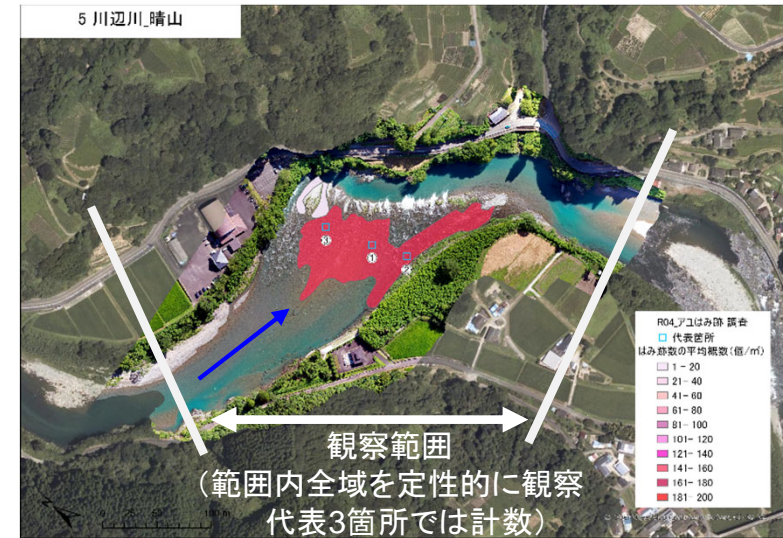 5 川辺川_晴山
③
①
②
R04_アユはみ跡 調査
代表箇所
はみ跡数の平均概数(個/㎡)
1 - 20
21- 40
41- 60
61- 80
81- 100
101- 120
121- 140
141- 160
161- 180
181- 200
観察範囲
(範囲内全域を定性的に観察
代表3箇所では計数)
0 25 50 100 m